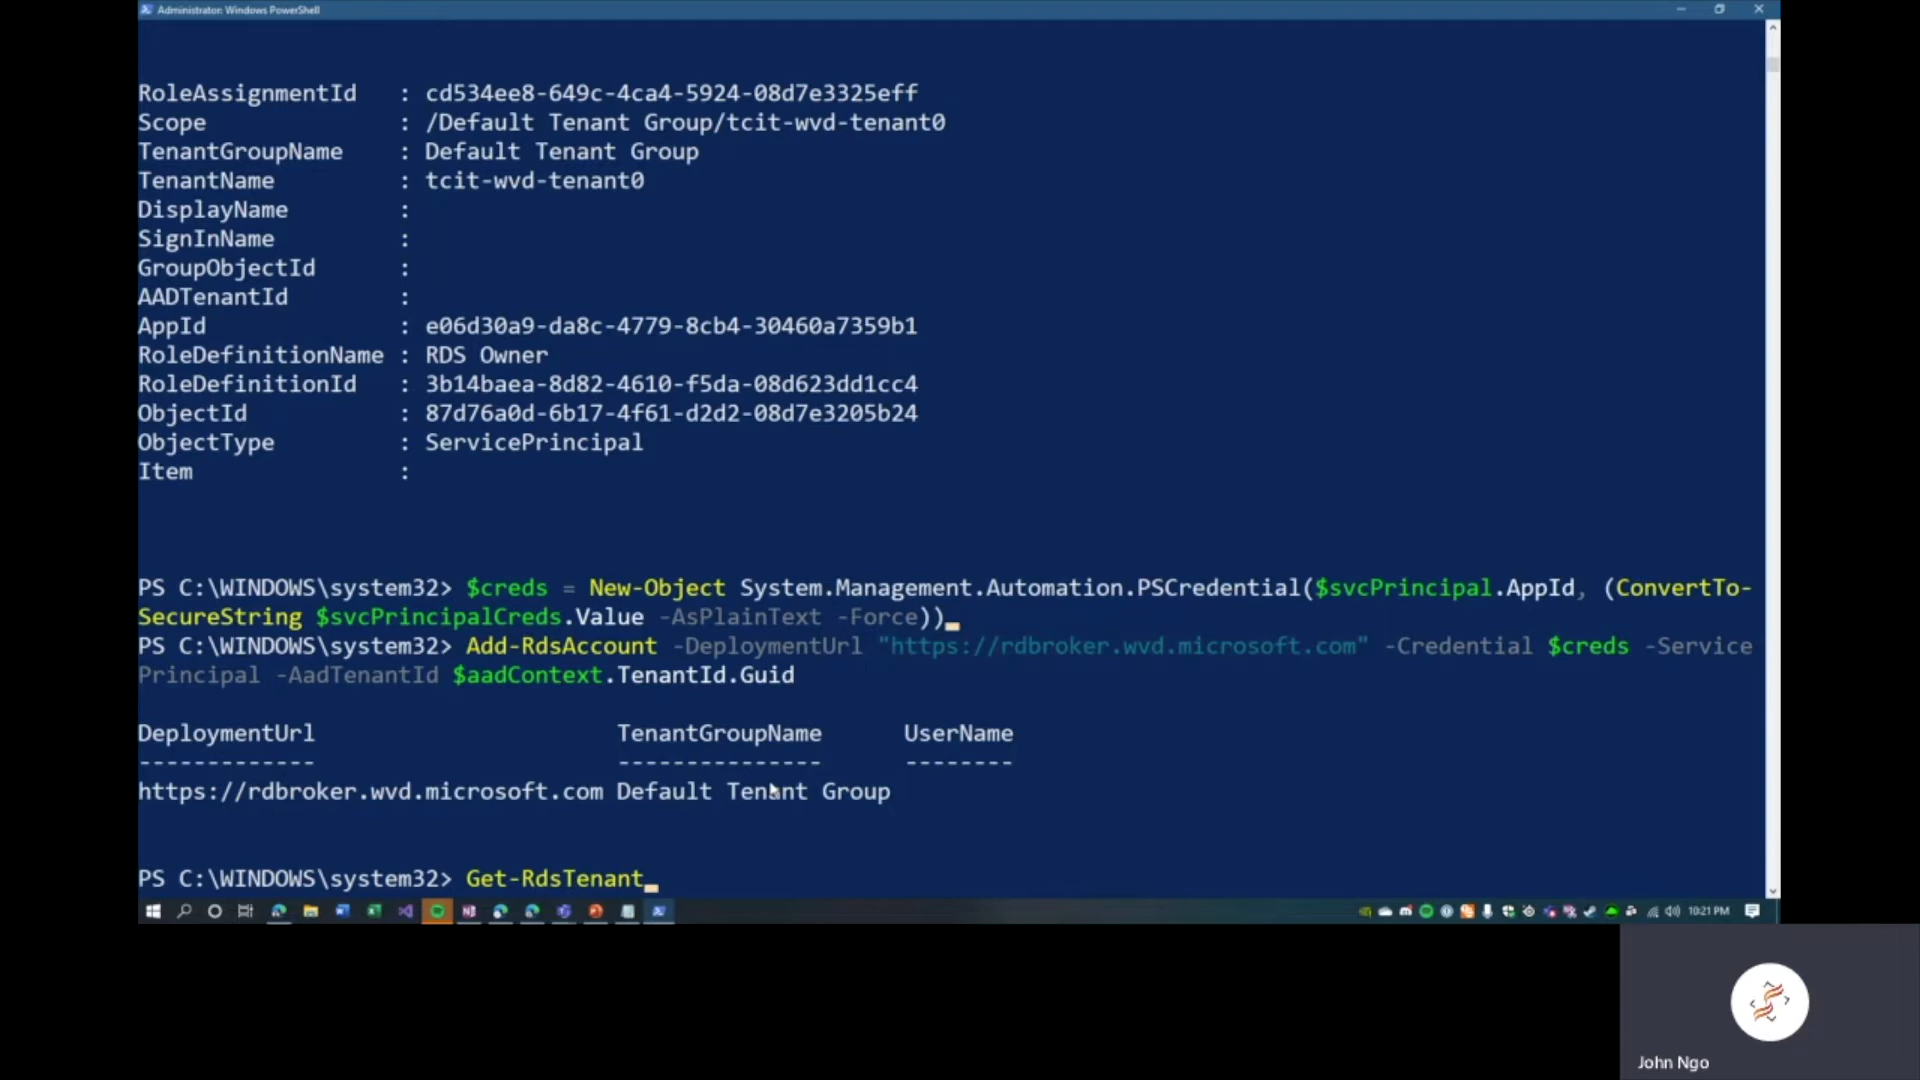 Administrator: Windows PowerShell
RoleAssignmentId : cd534ee8-649c-4ca4-5924-08d7e3325eff
Scope : /Default Tenant Group/tcit-wvd-tenant0
TenantGroupName : Default Tenant Group
TenantName : tcit-wvd-tenant0
DisplayName :
SignInName :
GroupObjectId :
AADTenantId :
AppId : e06d30a9-da8c-4779-8cb4-30460a7359b1
RoleDefinitionName : RDS Owner
RoleDefinitionId : 3b14baea-8d82-4610-f5da-08d623dd1cc4
ObjectId : 87d76a0d-6b17-4f61-d2d2-08d7e3205b24
ObjectType : ServicePrincipal
Item :
PS C:\WINDOWS\system32> $creds = New-Object System.Management.Automation.PSCredential($svcPrincipal.AppId, (ConvertTo-
SecureString $svcPrincipalCreds.Value -AsPlainText -Force))
PS C:\WINDOWS\system32> Add-RdsAccount -DeploymentUrl "https://rdbroker.wvd.microsoft.com" -Credential $creds -Service
Principal -AadTenantId $aadContext.TenantId.Guid
DeploymentUrl TenantGroupName UserName
------------- --------------- --------
https://rdbroker.wvd.microsoft.com Default Tenant Group
PS C:\WINDOWS\system32> Get-RdsTenant
10:21 PM
John Ngo